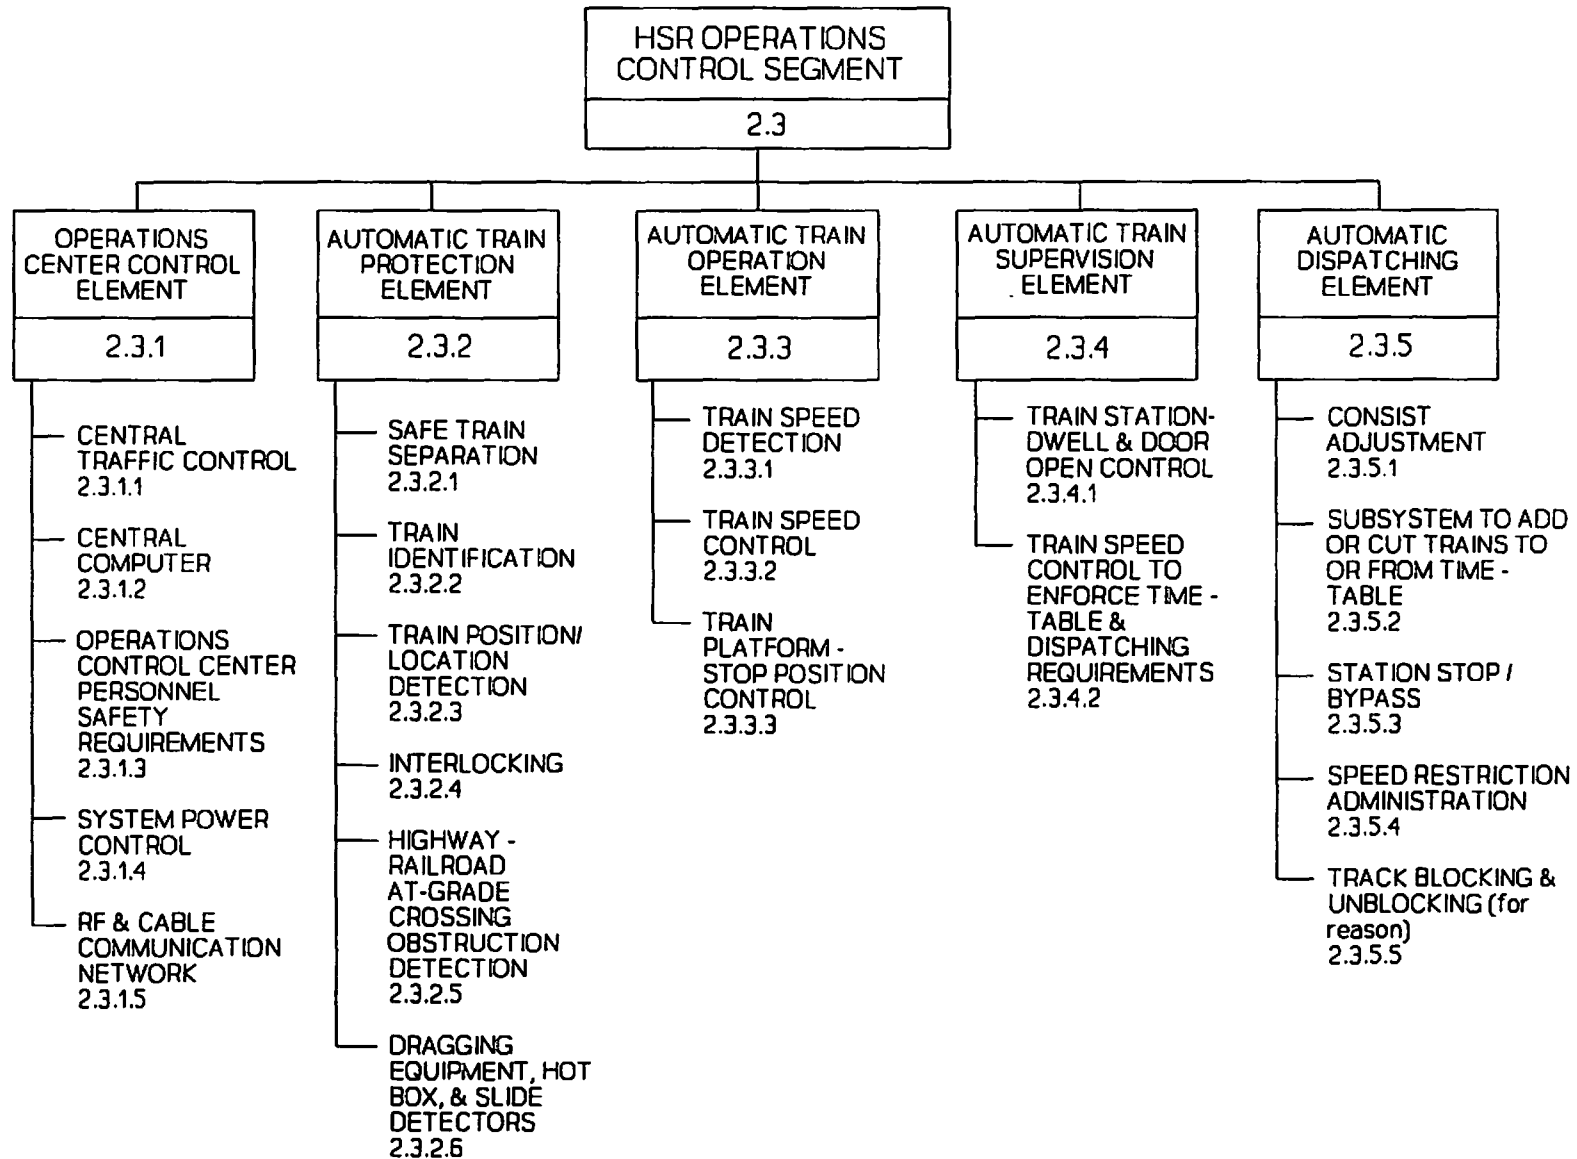 HSR OPERATIONS
CONTROL SEGMENT
2.3
OPERATIONS
CENTER CONTROL
ELEMENT
2.3.1
CENTRAL
TRAFFIC CONTROL
2.3.1.1
CENTRAL
COMPUTER
2.3.1.2
OPERATIONS
CONTROL CENTER
PERSONNEL
SAFETY
REQUIREMENTS
2.3.1.3
SYSTEM POWER
CONTROL
2.3.1.4
RF & CABLE
COMMUNICATION
NETWORK
2.3.1.5
AUTOMATIC TRAIN
PROTECTION
ELEMENT
2.3.2
SAFE TRAIN
SEPARATION
2.3.2.1
TRAIN
IDENTIFICATION
2.3.2.2
TRAIN POSITION/
LOCATION
DETECTION
2.3.2.3
INTERLOCKING
2.3.2.4
HIGHWAY -
RAILROAD
AT-GRADE
CROSSING
OBSTRUCTION
DETECTION
2.3.2.5
DRAGGING
EQUIPMENT, HOT
BOX, & SLIDE
DETECTORS
2.3.2.6
AUTOMATIC TRAIN
OPERATION
ELEMENT
2.3.3
TRAIN SPEED
DETECTION
2.3.3.1
TRAIN SPEED
CONTROL
2.3.3.2
TRAIN
PLATFORM -
STOP POSITION
CONTROL
2.3.3.3
AUTOMATIC TRAIN
SUPERVISION
ELEMENT
2.3.4
TRAIN STATION-
DWELL & DOOR
OPEN CONTROL
2.3.4.1
TRAIN SPEED
CONTROL TO
ENFORCE TIME -
TABLE &
DISPATCHING
REQUIREMENTS
2.3.4.2
AUTOMATIC
DISPATCHING
ELEMENT
2.3.5
CONSIST
ADJUSTMENT
2.3.5.1
SUBSYSTEM TO ADD
OR CUT TRAINS TO
OR FROM TIME -
TABLE
2.3.5.2
STATION STOP /
BYPASS
2.3.5.3
SPEED RESTRICTION
ADMINISTRATION
2.3.5.4
TRACK BLOCKING &
UNBLOCKING (for
reason)
2.3.5.5